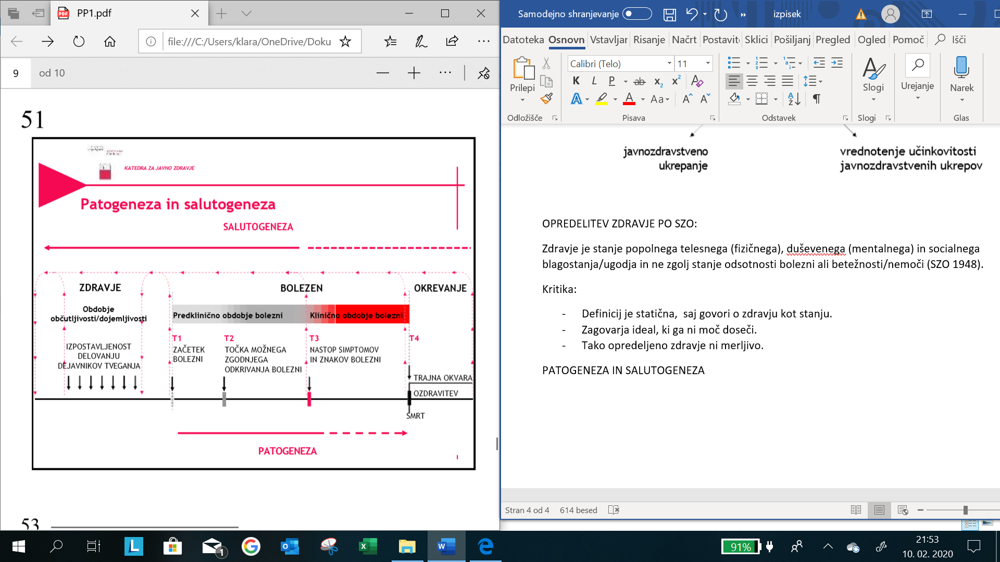 PP1.pdf
file:///C:/Users/klara/OneDrive/Doku
9 od 10
51
KATEDRA ZA JAVNO ZDRAVJE
Patogeneza in salutogeneza
SALUTOGENEZA
ZDRAVJE
BOLEZEN
OKREVANJE
Obdobje
občutljivosti/dojemljivosti
Predklinično obdobje bolezni
Klinično obdobje bolezni
IZPOSTAVLJENOST
DELOVANJU
DEJAVNIKOV TVEGANJA
T1
ZAČETEK
BOLEZNI
T2
TOČKA MOŽNEGA
ZGODNJEGA
ODKRIVANJA BOLEZNI
T3
NASTOP SIMPTOMOV
IN ZNAKOV BOLEZNI
T4
TRAJNA OKVARA
OZDRAVITEV
SMRT
PATOGENEZA
53
Samodejno shranjevanje
izpisek
Datoteka Osnovn Vstavljar Risanje Načrt Postavit Sklici Pošiljanj Pregled Ogled Pomoč Išči
Prilepi
Calibri (Telo) 11
K L P ab x2 x2
A A Aa A A
Slogi
Urejanje
Narek
Odložišče Pisava Odstavek Slogi Glas
javnozdravstveno
ukrepanje
vrednotenje učinkovitosti
javnozdravstvenih ukrepov
OPREDELITEV ZDRAVJE PO SZO:
Zdravje je stanje popolnega telesnega (fizičnega), duševenega (mentalnega) in socialnega
blagostanja/ugodja in ne zgolj stanje odsotnosti bolezni ali betežnosti/nemoči (SZO 1948).
Kritika:
- Definicij je statična,  saj govori o zdravju kot stanju.
- Zagovarja ideal, ki ga ni moč doseči.
- Tako opredeljeno zdravje ni merljivo.
PATOGENEZA IN SALUTOGENEZA
Stran 4 od 4 614 besed
1
91%
21:53
10. 02. 2020